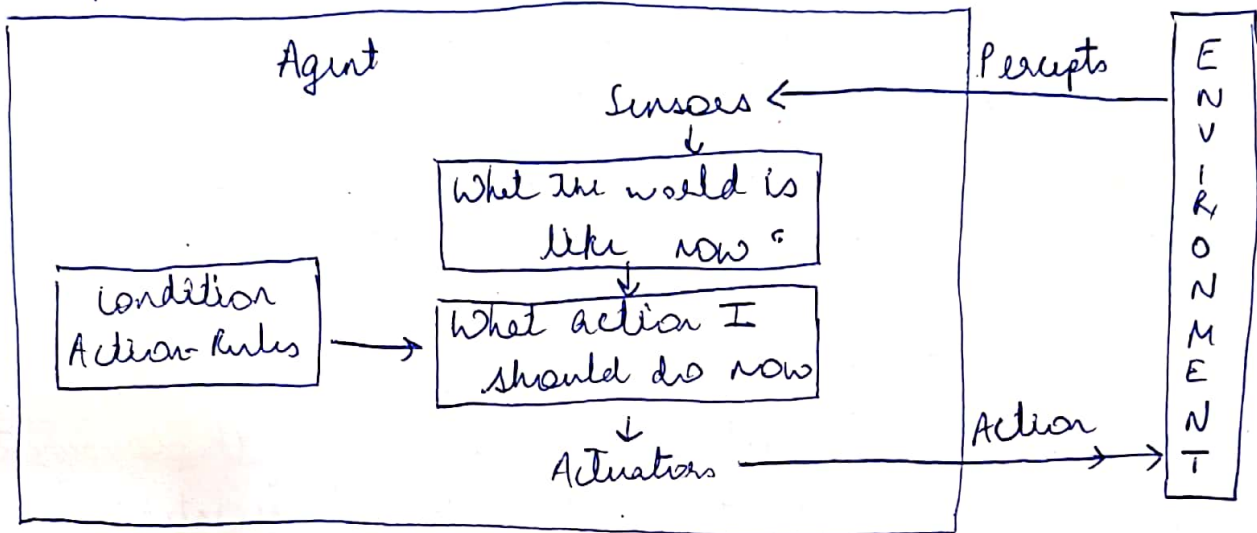 Agent
Percepts
Sensors
What the world is
like now
Condition
Action-Rules
What action I
should do now
Action
Actuators
ENVIRONMENT